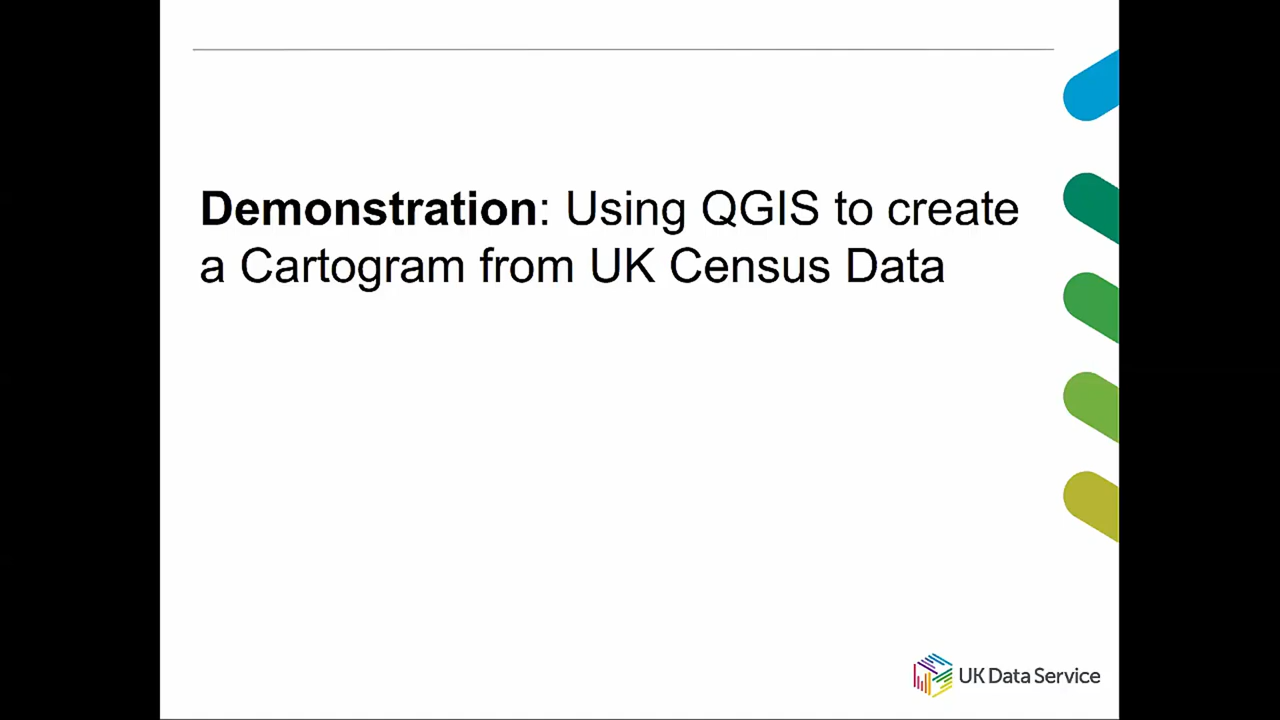 Demonstration: Using QGIS to create
a Cartogram from UK Census Data
UK Data Service